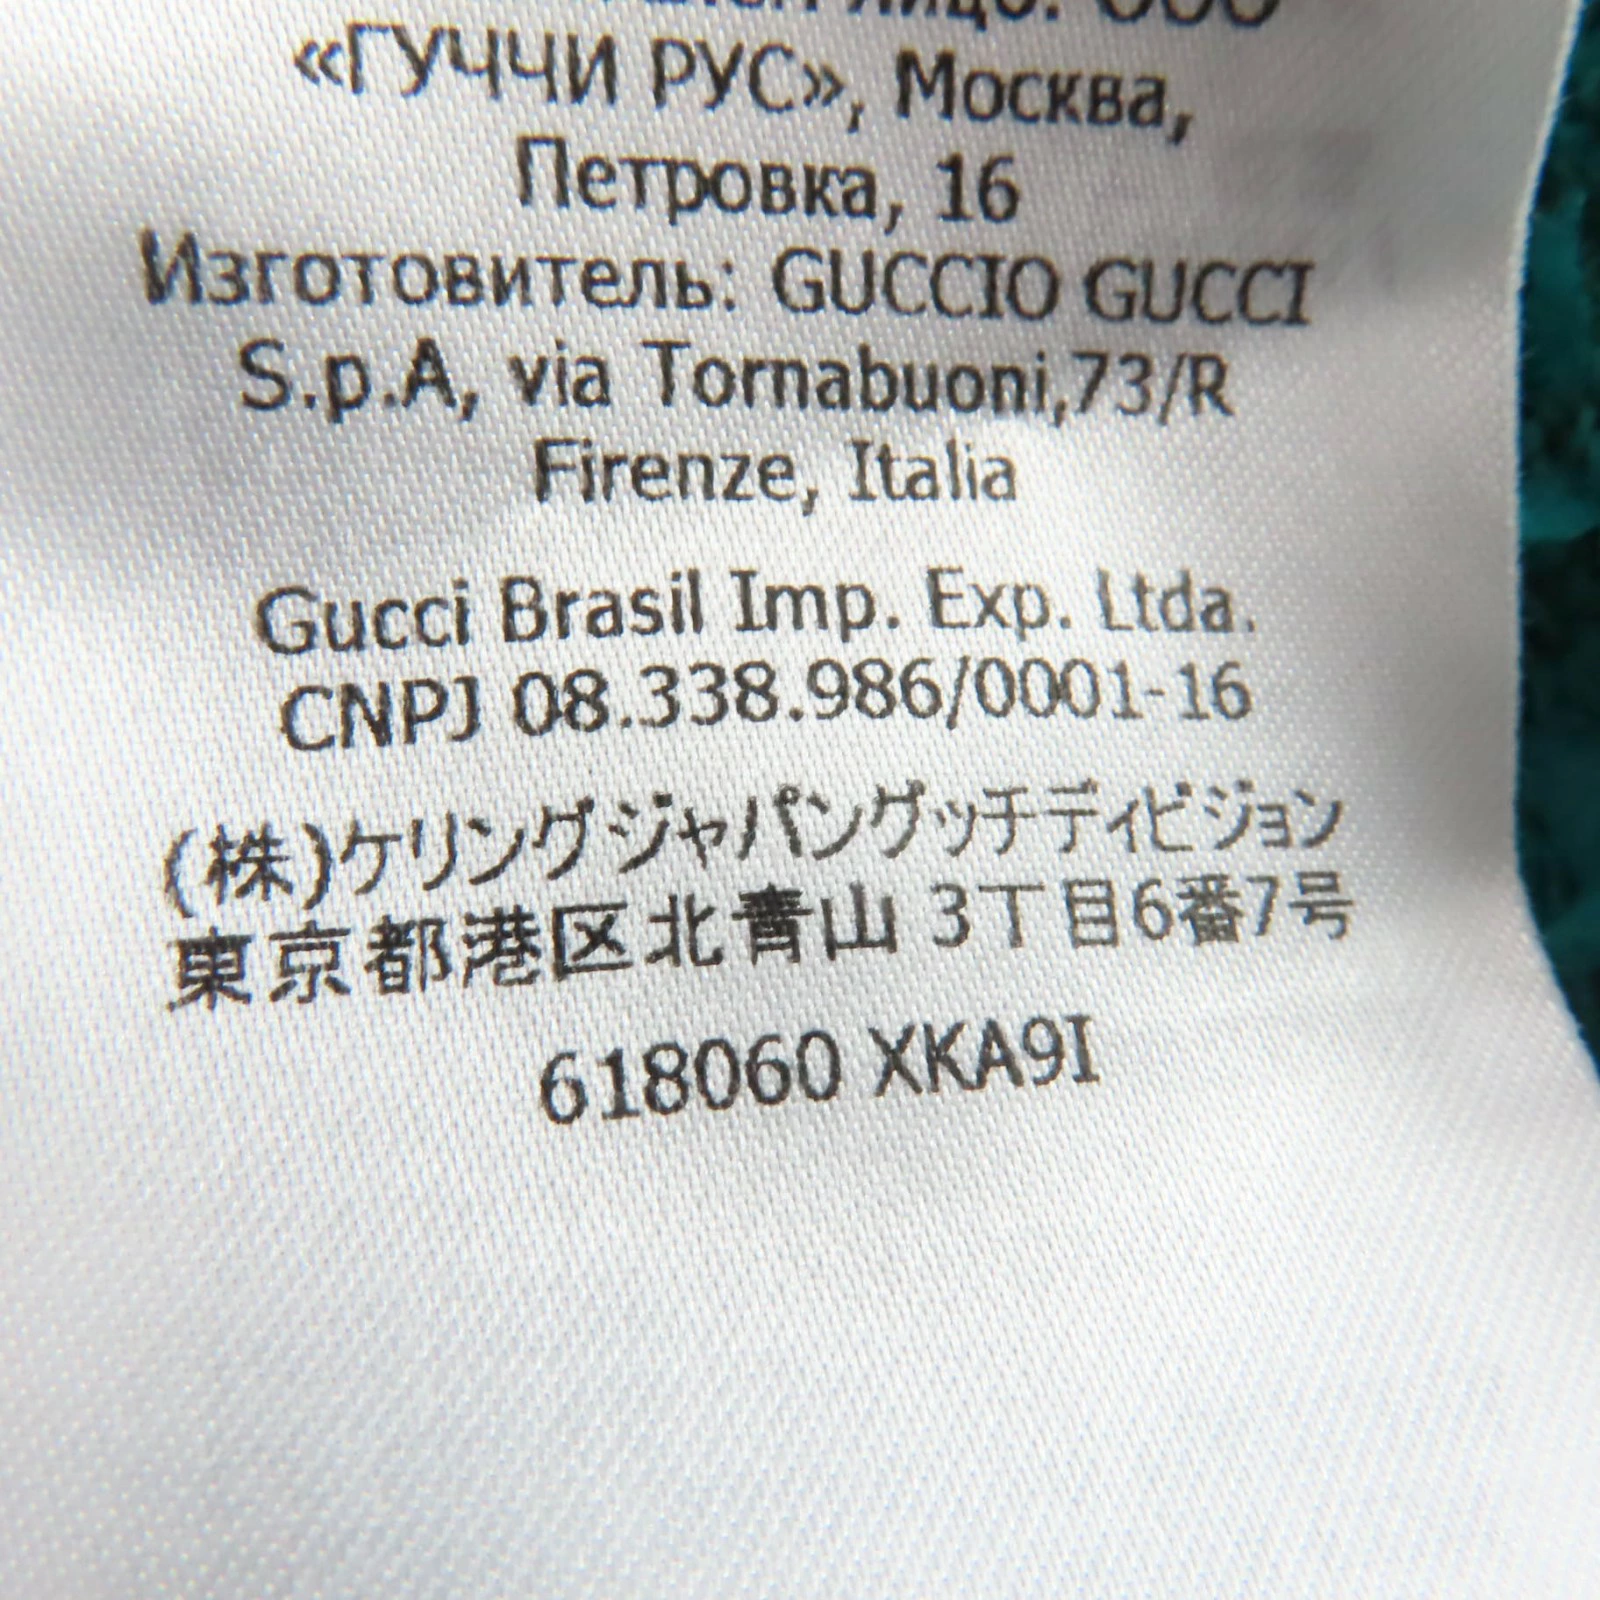 лицо: ООО
«ГУЧЧИ РУС», Москва,
Петровка, 16
Изготовитель: GUCCIO GUCCI
S.p.A, via Tornabuoni,73/R
Firenze, Italia
Gucci Brasil Imp. Exp. Ltda.
CNPJ 08.338.986/0001-16
(株)ケリングジャパングッチディビジョン
東京都港区北青山 3丁目6番7号
618060 XKA9I